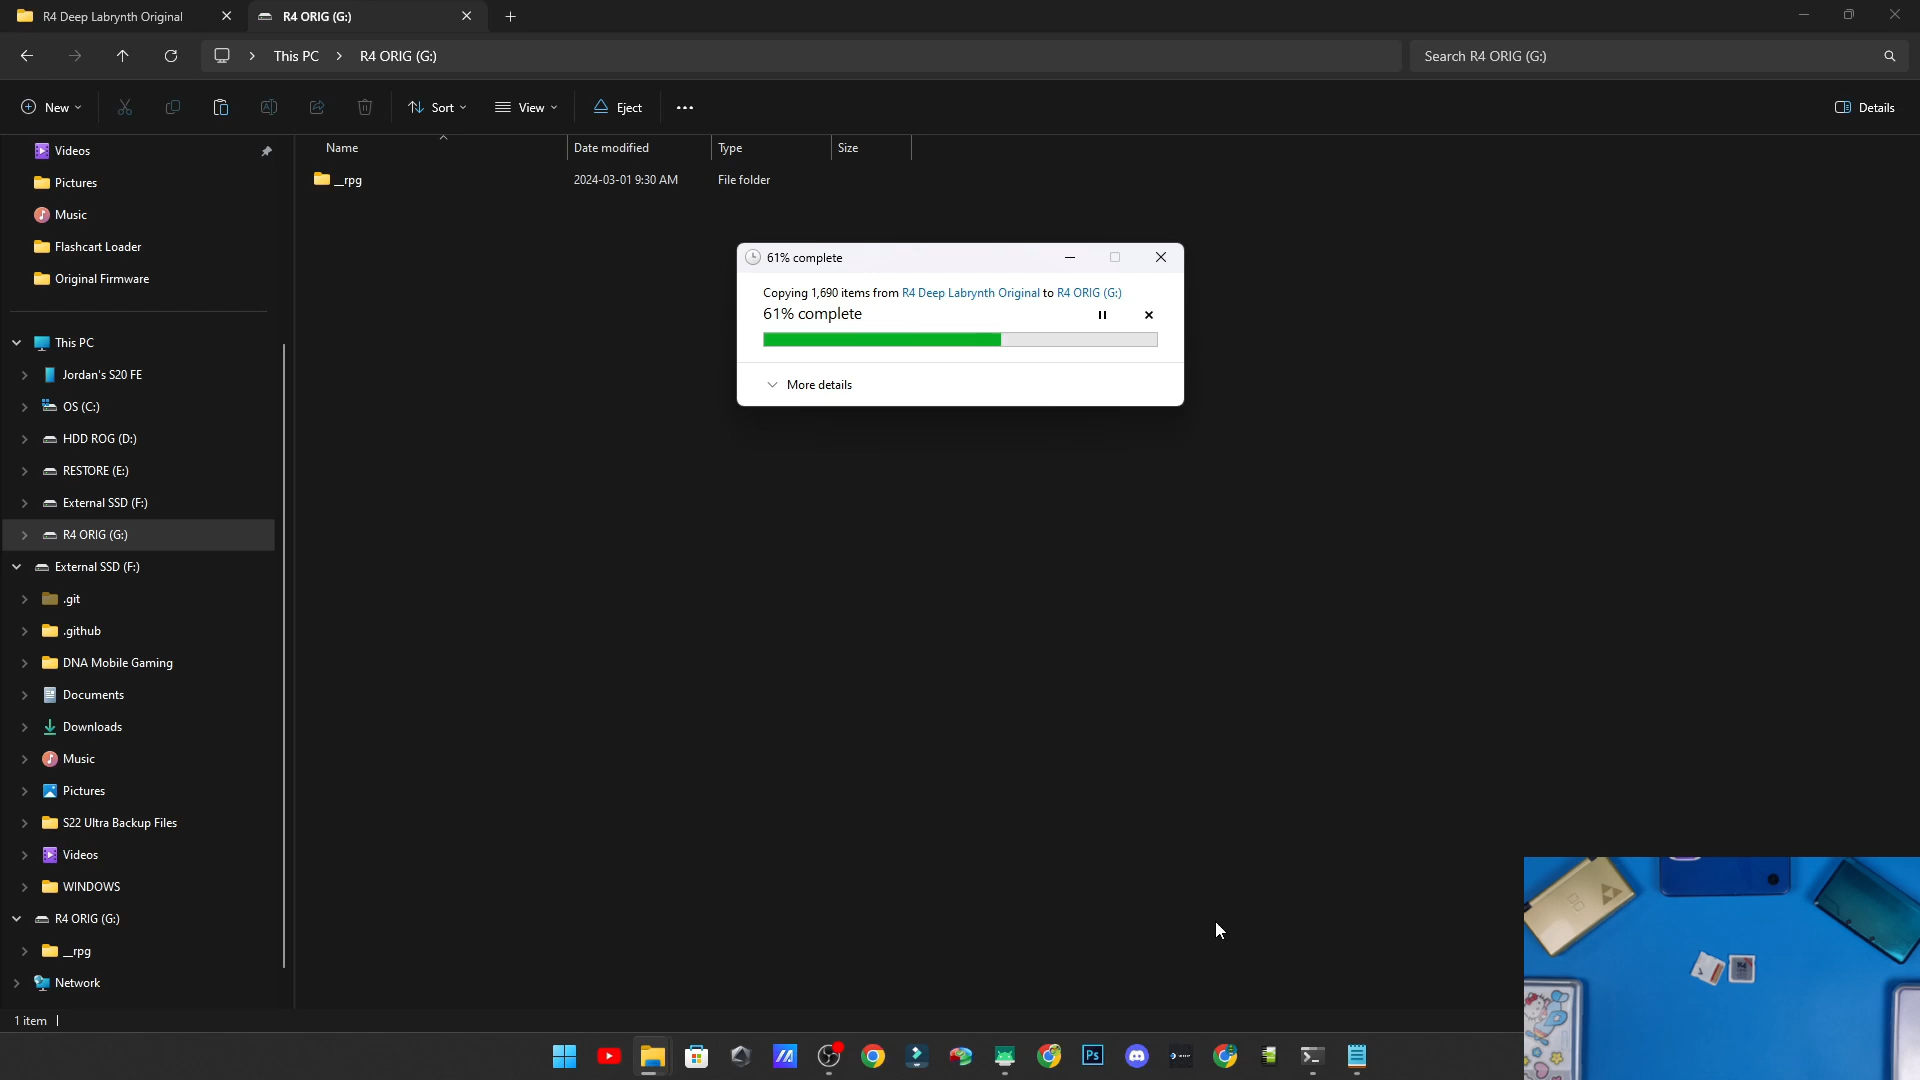 R4 Deep Labrynth Original
R4 ORIG (G:)
This PC
R4 ORIG (G:)
Search R4 ORIG (G:)
New
Sort
View
Eject
Details
Videos
Pictures
Music
Flashcart Loader
Original Firmware
This PC
Jordan's S20 FE
OS (C:)
HDD ROG (D:)
RESTORE (E:)
External SSD (F:)
R4 ORIG (G:)
External SSD (F:)
.git
.github
DNA Mobile Gaming
Documents
Downloads
Music
Pictures
S22 Ultra Backup Files
Videos
WINDOWS
R4 ORIG (G:)
__rpg
Network
1 item
Name
Date modified
Type
Size
__rpg
2024-03-01 9:30 AM
File folder
61% complete
Copying 1,690 items from R4 Deep Labrynth Original to R4 ORIG (G:)
61% complete
More details
Ps
R4